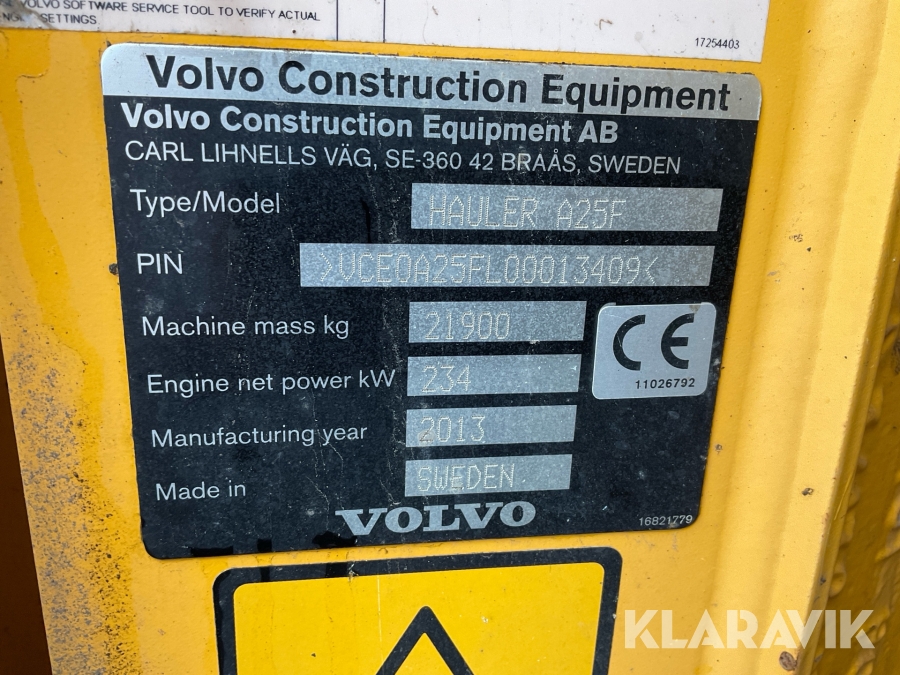 VOLVO SOFTWARE SERVICE TOOL TO VERIFY ACTUAL
SETTINGS.
17254403
Volvo Construction Equipment
Volvo Construction Equipment AB
CARL LIHNELLS VÄG, SE-360 42 BRAÅS, SWEDEN
Type/Model HAULER A25F
PIN >VCE0A25FL00013409<
Machine mass kg 21900
CE
11026792
Engine net power kW 234
Manufacturing year 2013
Made in SWEDEN
VOLVO
16821779
KLARAVIK